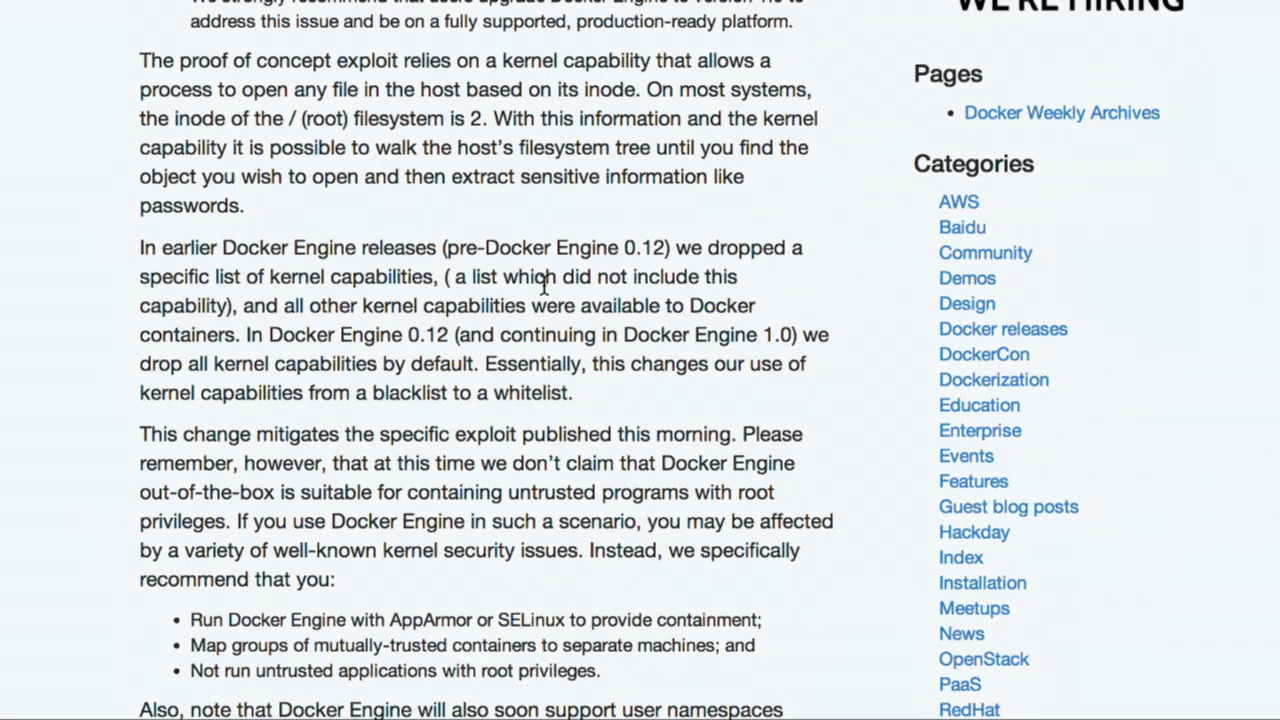 We strongly recommend that users upgrade Docker Engine to version 1.0 to
address this issue and be on a fully supported, production-ready platform.
The proof of concept exploit relies on a kernel capability that allows a
process to open any file in the host based on its inode. On most systems,
the inode of the / (root) filesystem is 2. With this information and the kernel
capability it is possible to walk the host’s filesystem tree until you find the
object you wish to open and then extract sensitive information like
passwords.
In earlier Docker Engine releases (pre-Docker Engine 0.12) we dropped a
specific list of kernel capabilities, ( a list which did not include this
capability), and all other kernel capabilities were available to Docker
containers. In Docker Engine 0.12 (and continuing in Docker Engine 1.0) we
drop all kernel capabilities by default. Essentially, this changes our use of
kernel capabilities from a blacklist to a whitelist.
This change mitigates the specific exploit published this morning. Please
remember, however, that at this time we don’t claim that Docker Engine
out-of-the-box is suitable for containing untrusted programs with root
privileges. If you use Docker Engine in such a scenario, you may be affected
by a variety of well-known kernel security issues. Instead, we specifically
recommend that you:
• Run Docker Engine with AppArmor or SELinux to provide containment;
• Map groups of mutually-trusted containers to separate machines; and
• Not run untrusted applications with root privileges.
Also, note that Docker Engine will also soon support user namespaces
WE'RE HIRING
Pages
• Docker Weekly Archives
Categories
AWS
Baidu
Community
Demos
Design
Docker releases
DockerCon
Dockerization
Education
Enterprise
Events
Features
Guest blog posts
Hackday
Index
Installation
Meetups
News
OpenStack
PaaS
RedHat